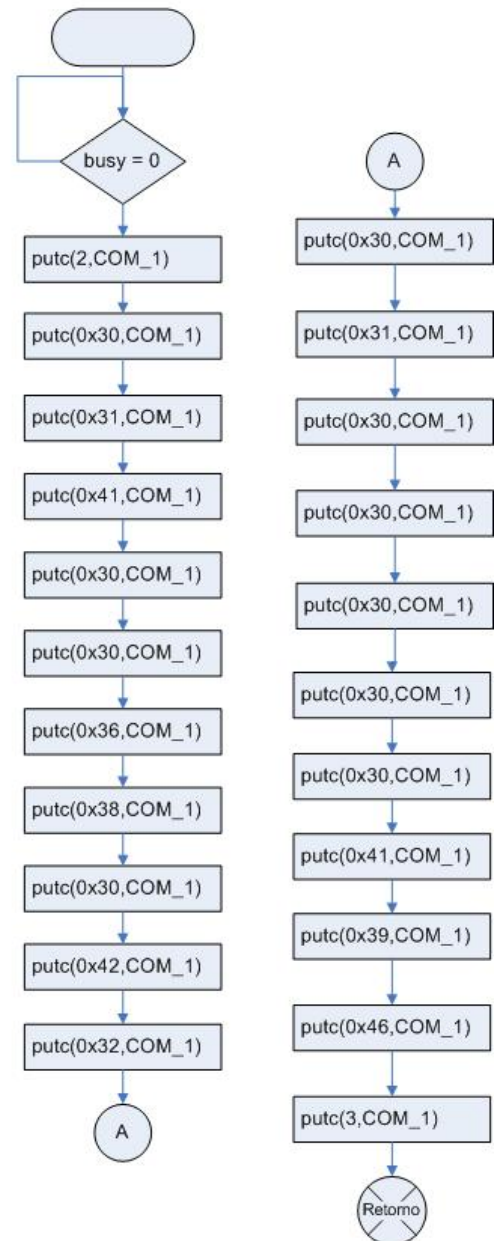 busy = 0
putc(2,COM_1)
putc(0x30,COM_1)
putc(0x31,COM_1)
putc(0x41,COM_1)
putc(0x30,COM_1)
putc(0x30,COM_1)
putc(0x36,COM_1)
putc(0x38,COM_1)
putc(0x30,COM_1)
putc(0x42,COM_1)
putc(0x32,COM_1)
A
A
putc(0x30,COM_1)
putc(0x31,COM_1)
putc(0x30,COM_1)
putc(0x30,COM_1)
putc(0x30,COM_1)
putc(0x30,COM_1)
putc(0x30,COM_1)
putc(0x41,COM_1)
putc(0x39,COM_1)
putc(0x46,COM_1)
putc(3,COM_1)
Retorno